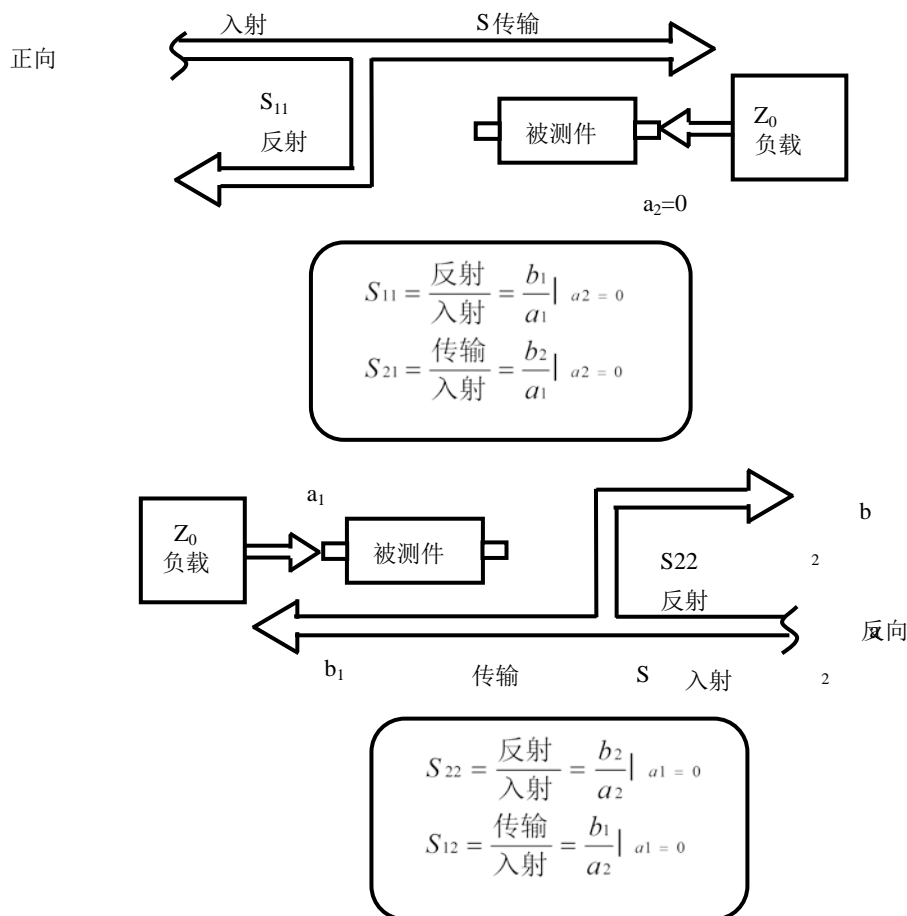 入射 S传输
正向
S₁₁
反射
被测件
Z₀
负载
a₂=0
S₁₁ = 反射/入射 = b₁/a₁ | a2 = 0
S₂₁ = 传输/入射 = b₂/a₁ | a2 = 0
a₁
Z₀
负载
被测件
b
2
S22
反射
反向
a
b₁ 传输 S 入射 2
S₂₂ = 反射/入射 = b₂/a₂ | a1 = 0
S₁₂ = 传输/入射 = b₁/a₂ | a1 = 0